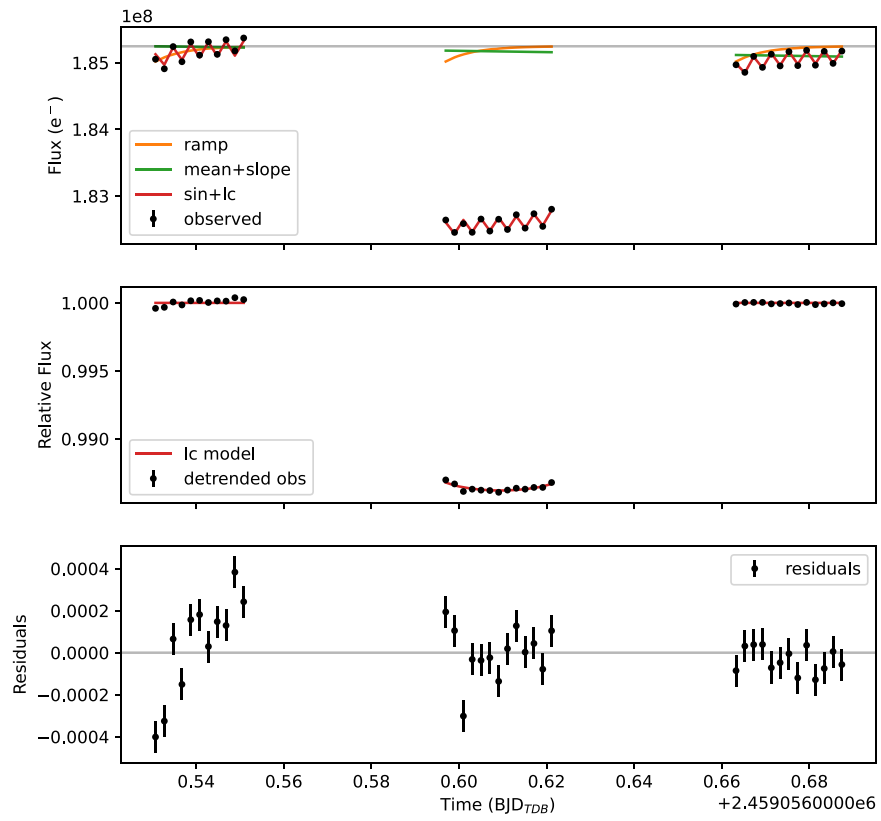 1e8
1.85
1.84
1.83
Flux (e⁻)
ramp
mean+slope
sin+lc
observed
1.000
0.995
0.990
Relative Flux
lc model
detrended obs
0.0004
0.0002
0.0000
−0.0002
−0.0004
Residuals
residuals
0.54 0.56 0.58 0.60 0.62 0.64 0.66 0.68
Time (BJD_TDB)
+2.4590560000e6